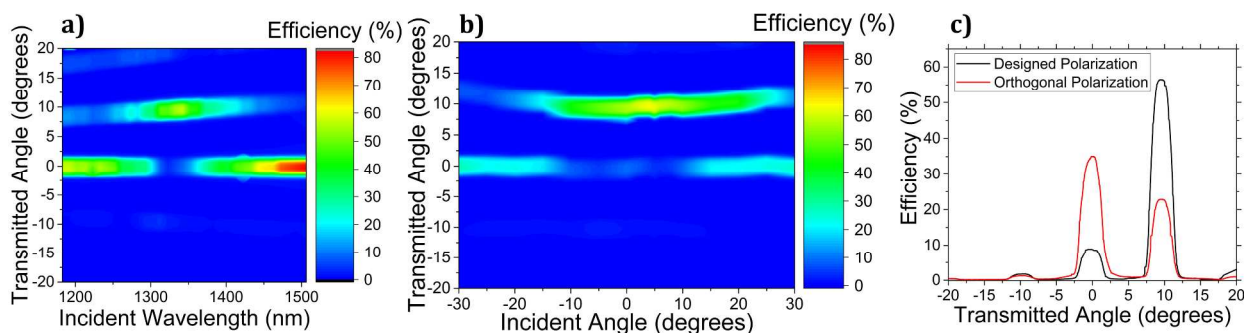 a)
Efficiency (%)
Transmitted Angle (degrees)
20
15
10
5
0
-5
-10
-15
-20
1200 1300 1400 1500
Incident Wavelength (nm)
80
70
60
50
40
30
20
10
0
b)
Efficiency (%)
Transmitted Angle (degrees)
20
15
10
5
0
-5
-10
-15
-20
-30 -20 -10 0 10 20 30
Incident Angle (degrees)
80
70
60
50
40
30
20
10
0
c)
Designed Polarization
Orthogonal Polarization
Efficiency (%)
60
50
40
30
20
10
0
-20 -15 -10 -5 0 5 10 15 20
Transmitted Angle (degrees)